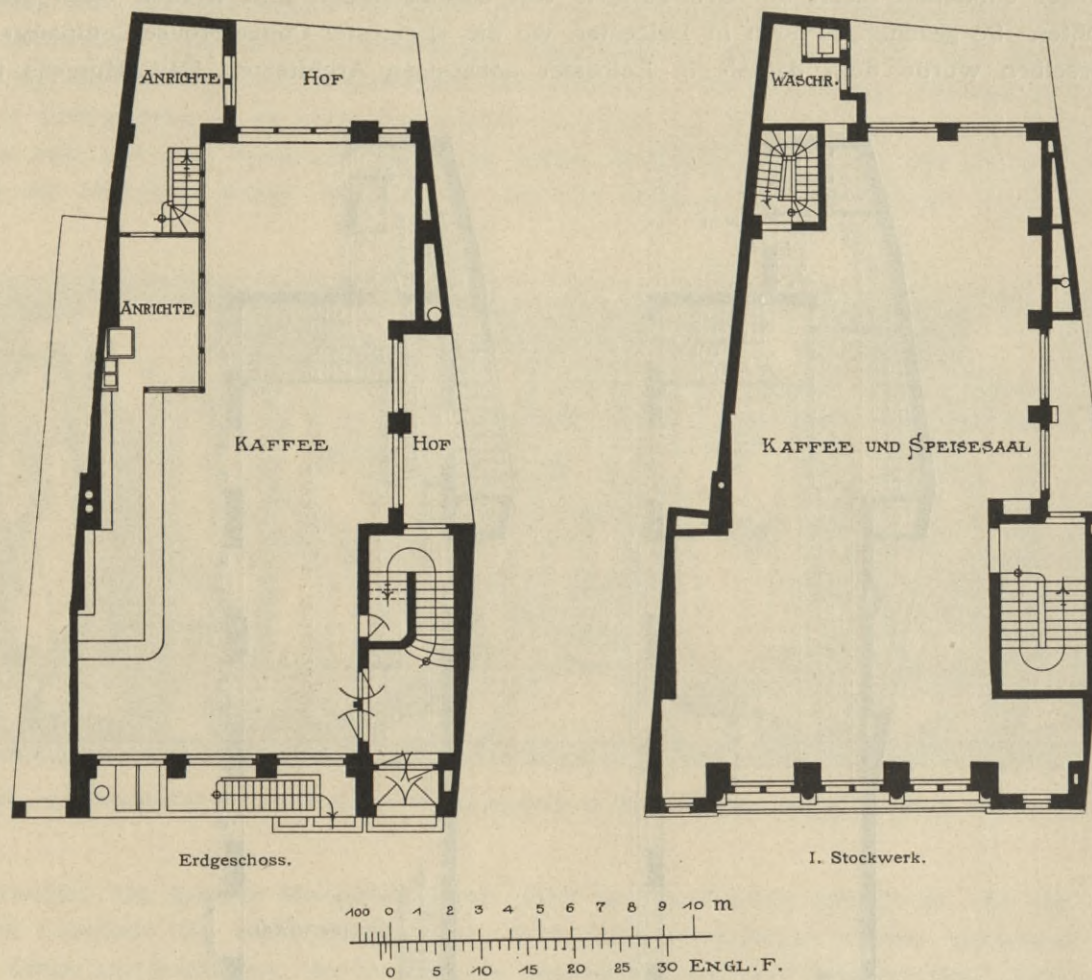 ANRICHTE
HOF
WASCHR.
ANRICHTE
KAFFEE
HOF
KAFFEE UND SPEISESAAL
Erdgeschoss.
I. Stockwerk.
100 0 1 2 3 4 5 6 7 8 9 10 m
0 5 10 15 20 25 30 ENGL. F.